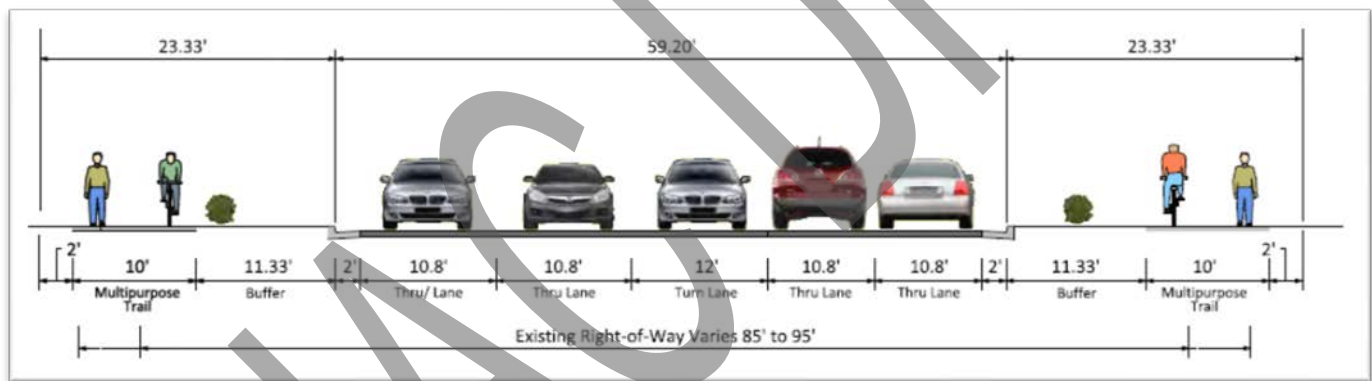 23.33' 59.20' 23.33'
2' 2'
10' 11.33' 2' 10.8' 10.8' 12' 10.8' 10.8' 2' 11.33' 10'
Multipurpose Trail Buffer Thru/ Lane Thru Lane Turn Lane Thru Lane Thru Lane Buffer Multipurpose Trail
Existing Right-of-Way Varies 85' to 95'